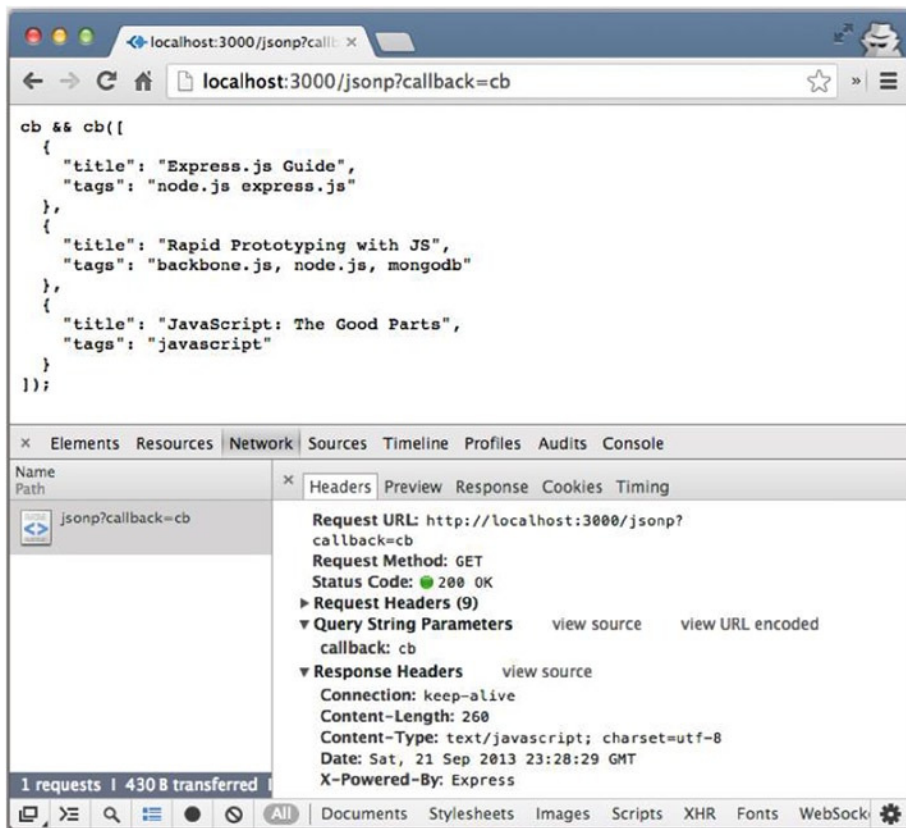 localhost:3000/jsonp?call
localhost:3000/jsonp?callback=cb
cb && cb([
  {
    "title": "Express.js Guide",
    "tags": "node.js express.js"
  },
  {
    "title": "Rapid Prototyping with JS",
    "tags": "backbone.js, node.js, mongodb"
  },
  {
    "title": "JavaScript: The Good Parts",
    "tags": "javascript"
  }
]);
× Elements Resources Network Sources Timeline Profiles Audits Console
Name
Path
jsonp?callback=cb
× Headers Preview Response Cookies Timing
Request URL: http://localhost:3000/jsonp?
callback=cb
Request Method: GET
Status Code: 200 OK
Request Headers (9)
Query String Parameters view source view URL encoded
callback: cb
Response Headers view source
Connection: keep-alive
Content-Length: 260
Content-Type: text/javascript; charset=utf-8
Date: Sat, 21 Sep 2013 23:28:29 GMT
X-Powered-By: Express
1 requests | 430 B transferred
All Documents Stylesheets Images Scripts XHR Fonts WebSock